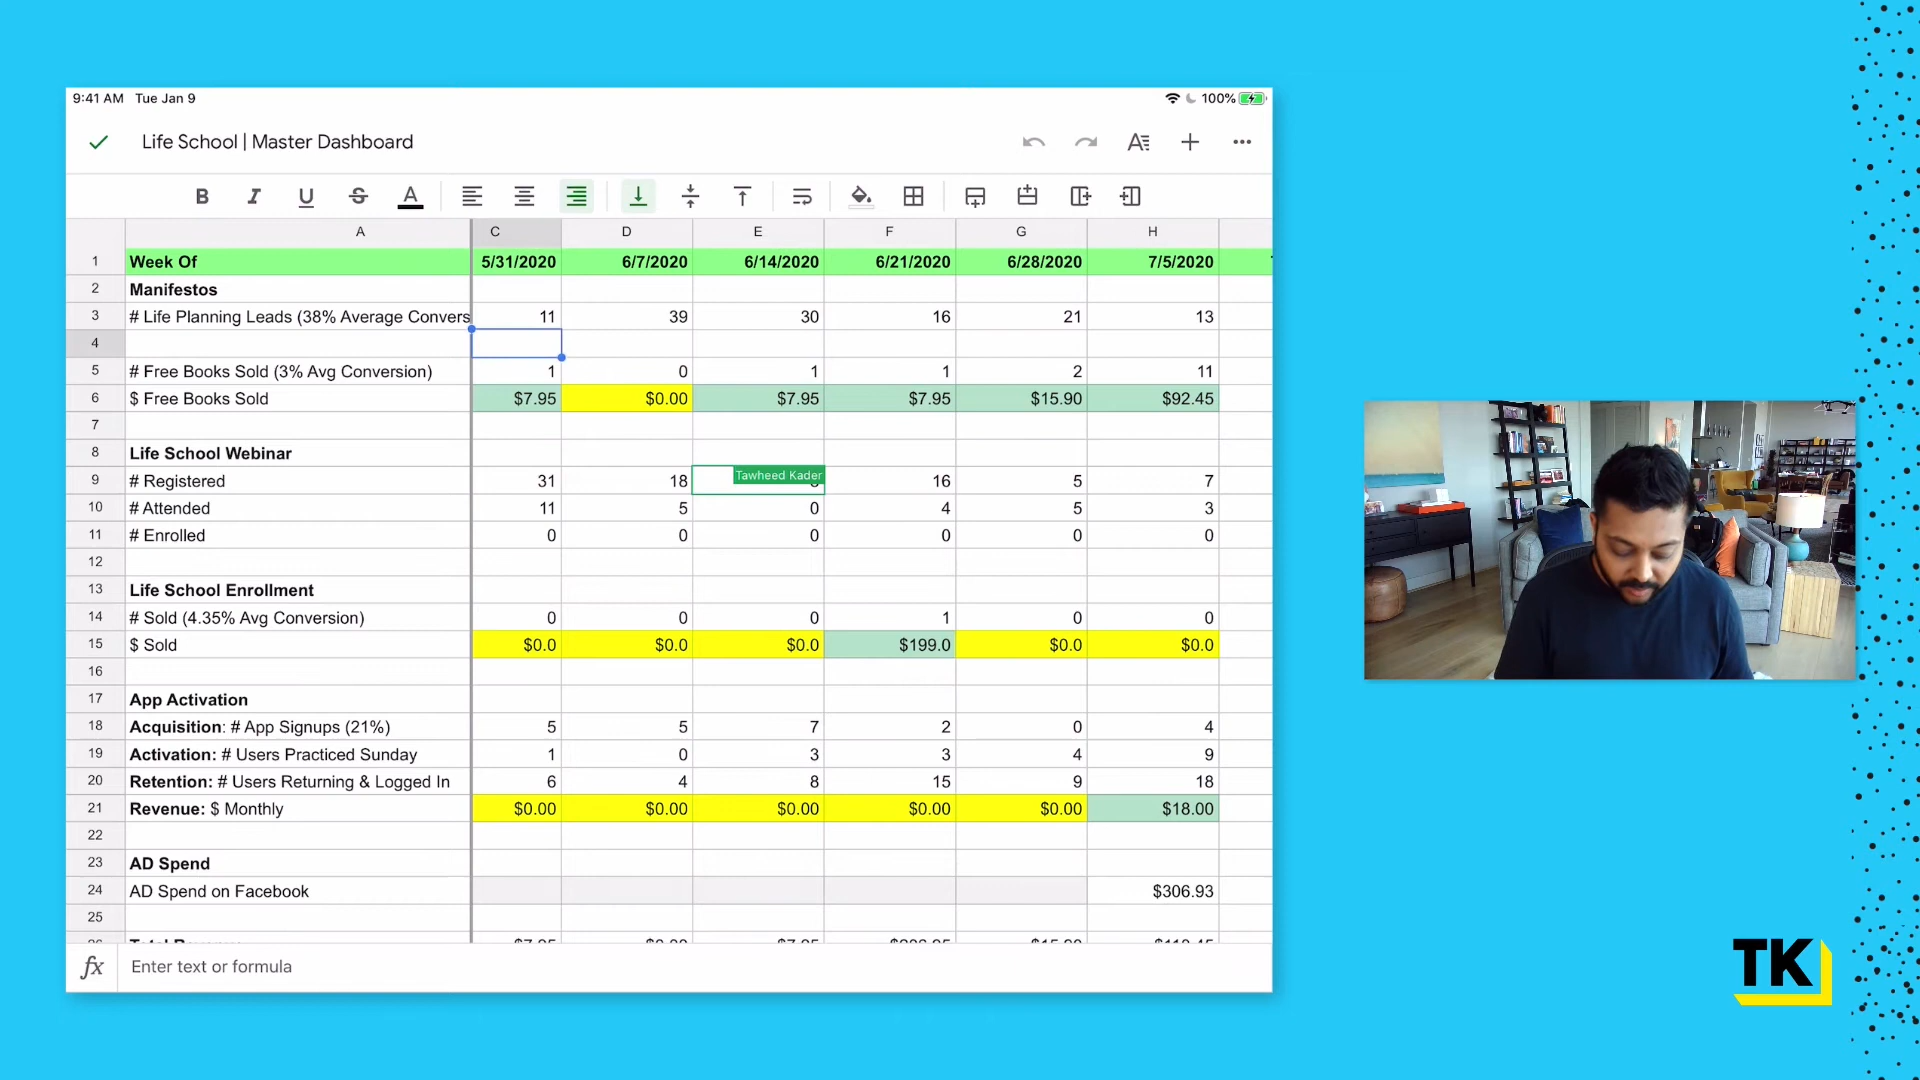 9:41 AM Tue Jan 9 100%
Life School | Master Dashboard
B I U S A
A C D E F G H
1 Week Of 5/31/2020 6/7/2020 6/14/2020 6/21/2020 6/28/2020 7/5/2020
2 Manifestos
3 # Life Planning Leads (38% Average Convers 11 39 30 16 21 13
4
5 # Free Books Sold (3% Avg Conversion) 1 0 1 1 2 11
6 $ Free Books Sold $7.95 $0.00 $7.95 $7.95 $15.90 $92.45
7
8 Life School Webinar
9 # Registered 31 18 Tawheed Kader 16 5 7
10 # Attended 11 5 0 4 5 3
11 # Enrolled 0 0 0 0 0 0
12
13 Life School Enrollment
14 # Sold (4.35% Avg Conversion) 0 0 0 1 0 0
15 $ Sold $0.0 $0.0 $0.0 $199.0 $0.0 $0.0
16
17 App Activation
18 Acquisition: # App Signups (21%) 5 5 7 2 0 4
19 Activation: # Users Practiced Sunday 1 0 3 3 4 9
20 Retention: # Users Returning & Logged In 6 4 8 15 9 18
21 Revenue: $ Monthly $0.00 $0.00 $0.00 $0.00 $0.00 $18.00
22
23 AD Spend
24 AD Spend on Facebook $306.93
25
fx Enter text or formula
TK